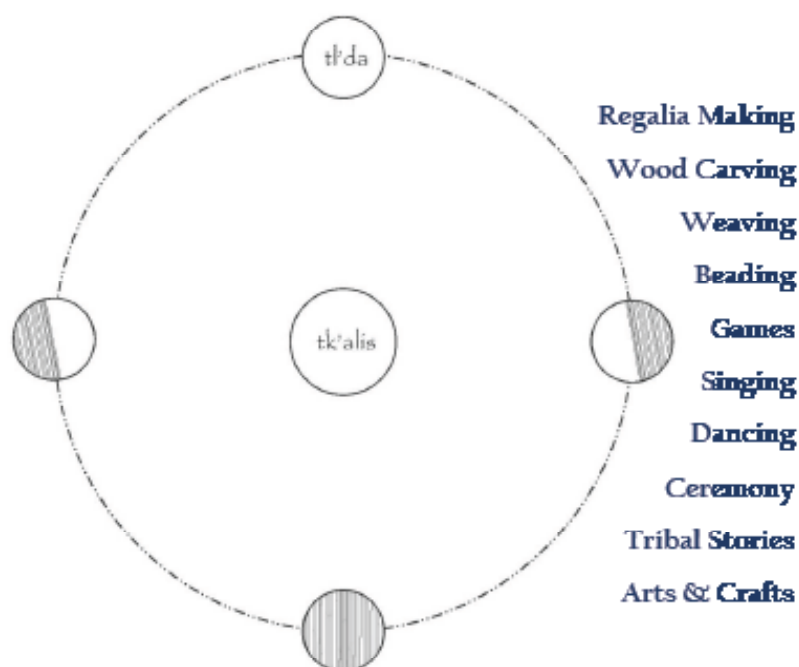 tł'da
tk'alis
Regalia Making
Wood Carving
Weaving
Beading
Games
Singing
Dancing
Ceremony
Tribal Stories
Arts & Crafts